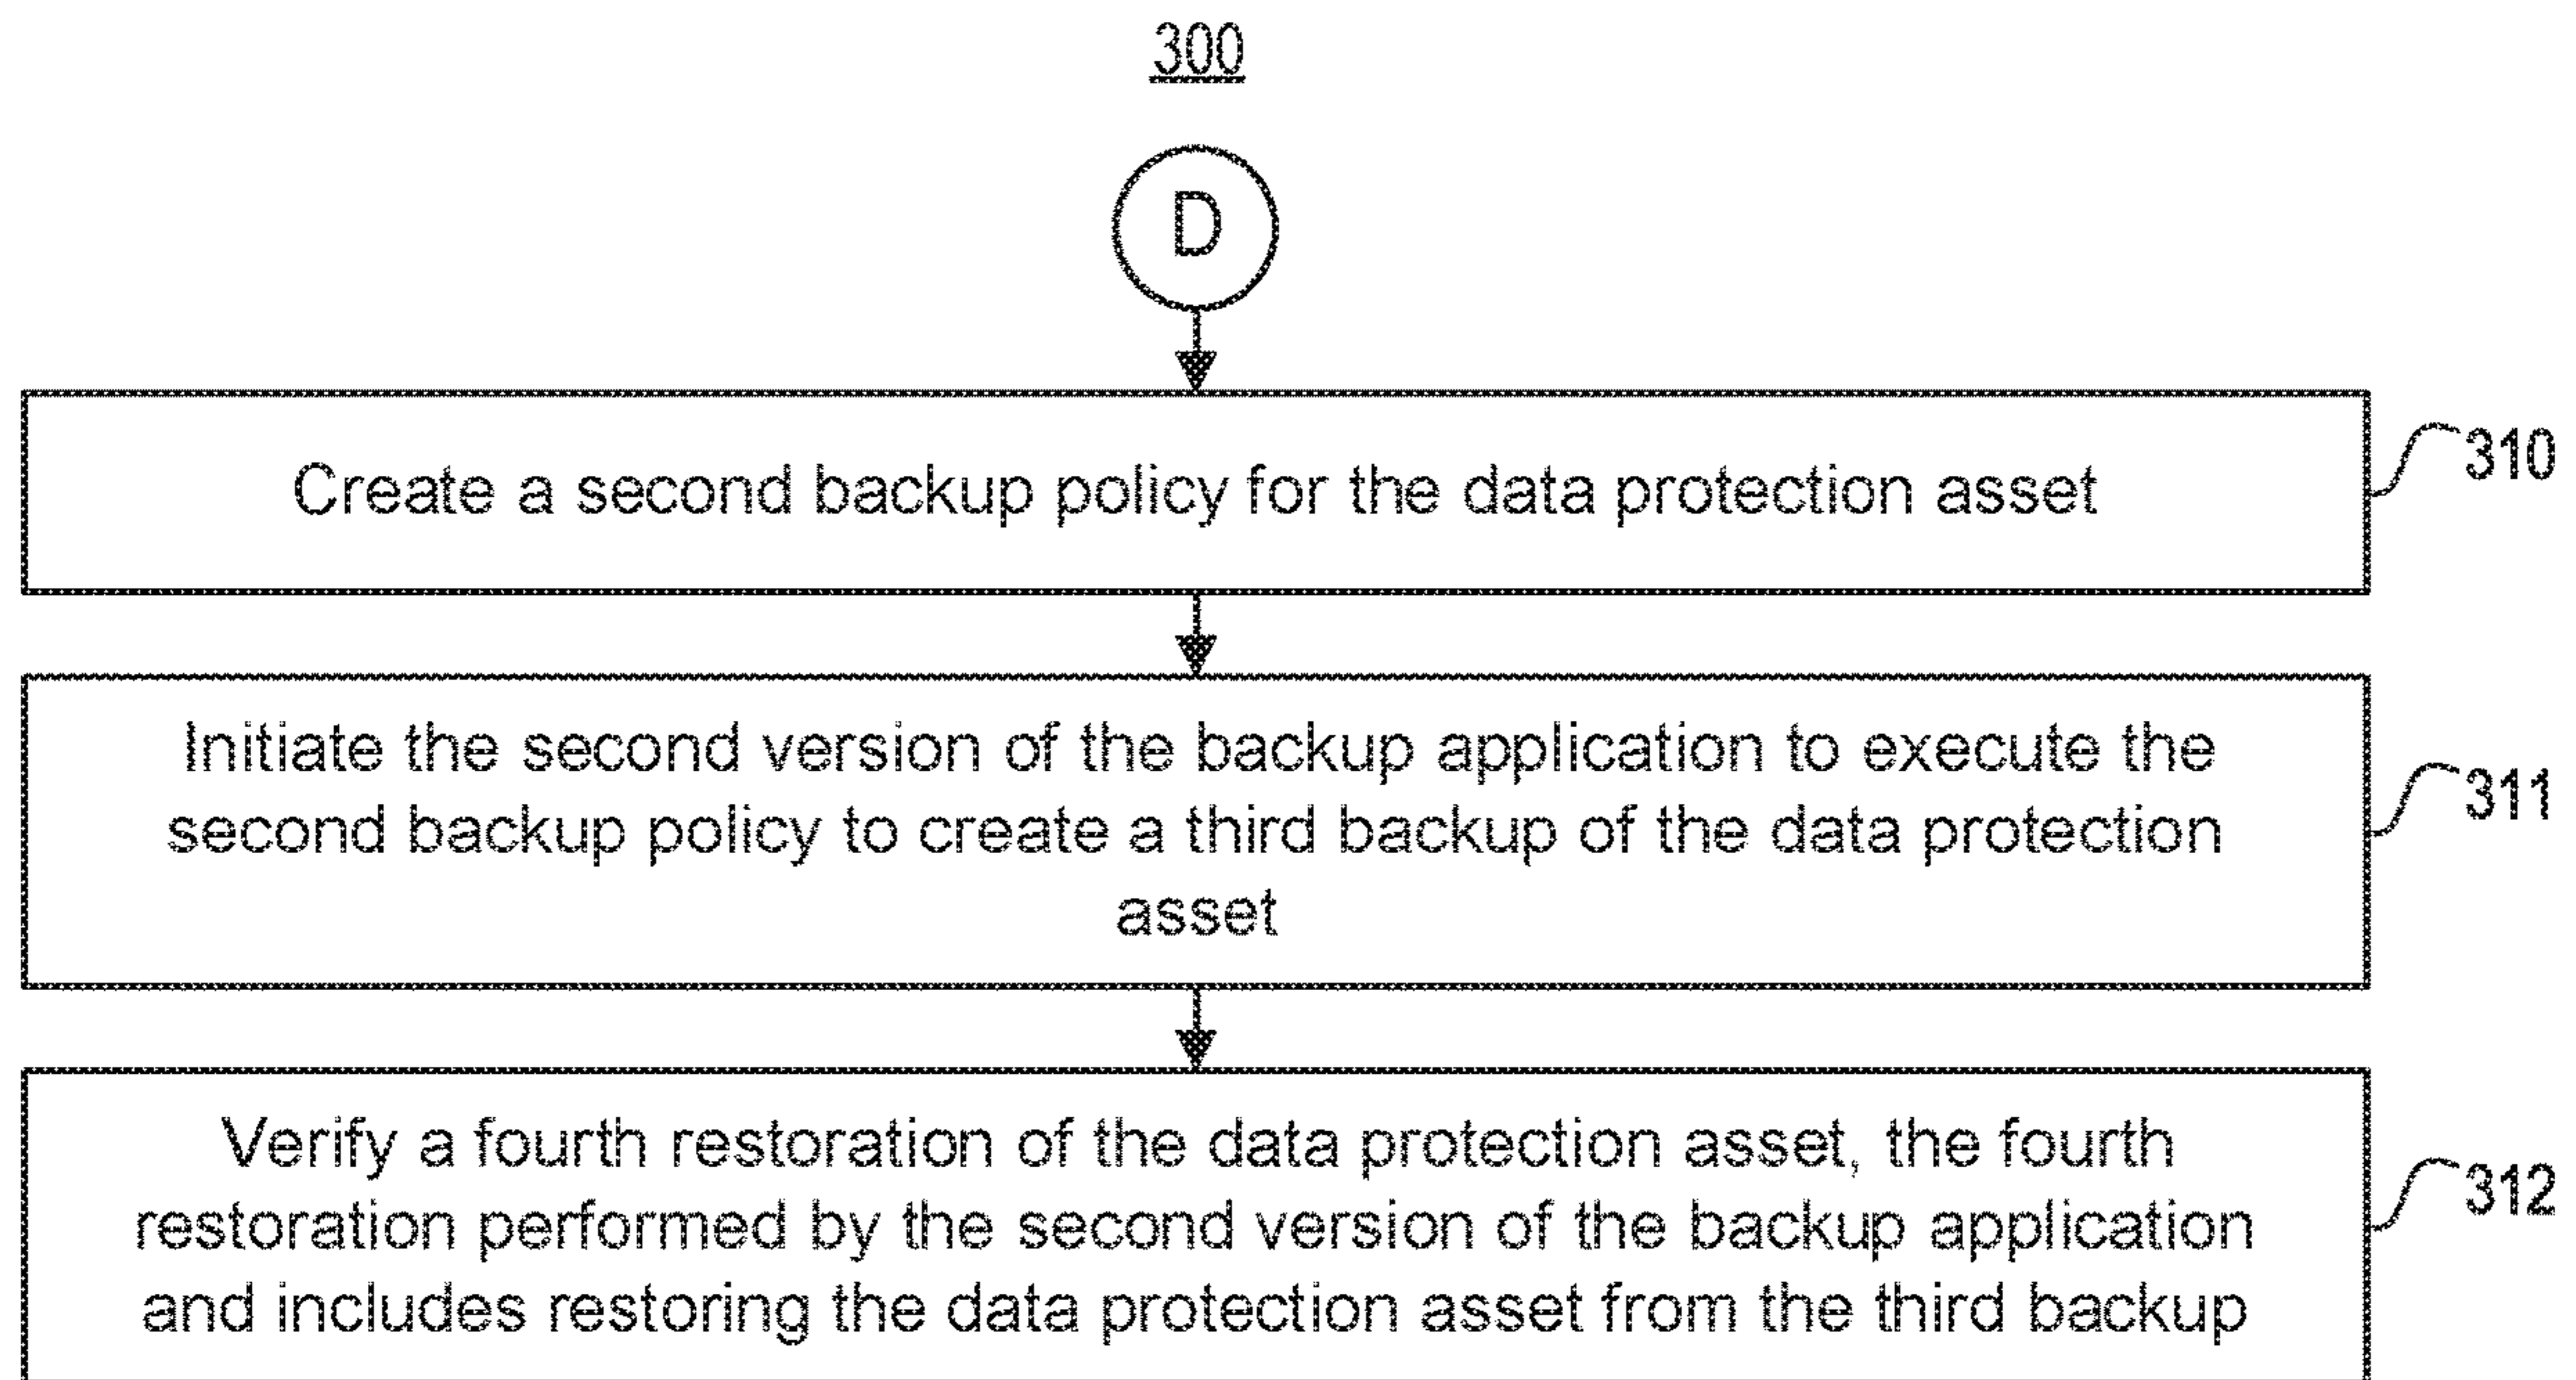 300
D
Create a second backup policy for the data protection asset
310
Initiate the second version of the backup application to execute the
second backup policy to create a third backup of the data protection
asset
311
Verify a fourth restoration of the data protection asset, the fourth
restoration performed by the second version of the backup application
and includes restoring the data protection asset from the third backup
312